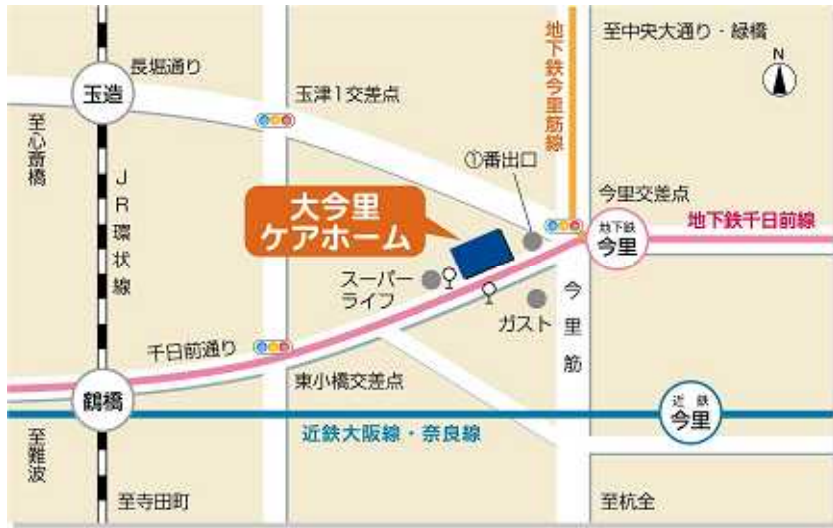 至中央大通り・緑橋
N
長堀通り
玉造
玉津1交差点
地下鉄今里筋線
至心斎橋
①番出口
JR環状線
今里交差点
大今里
ケアホーム
地下鉄
今里
地下鉄千日前線
スーパー
ライフ
ガスト
今里筋
千日前通り
東小橋交差点
鶴橋
近鉄
今里
近鉄大阪線・奈良線
至難波
至寺田町
至杭全